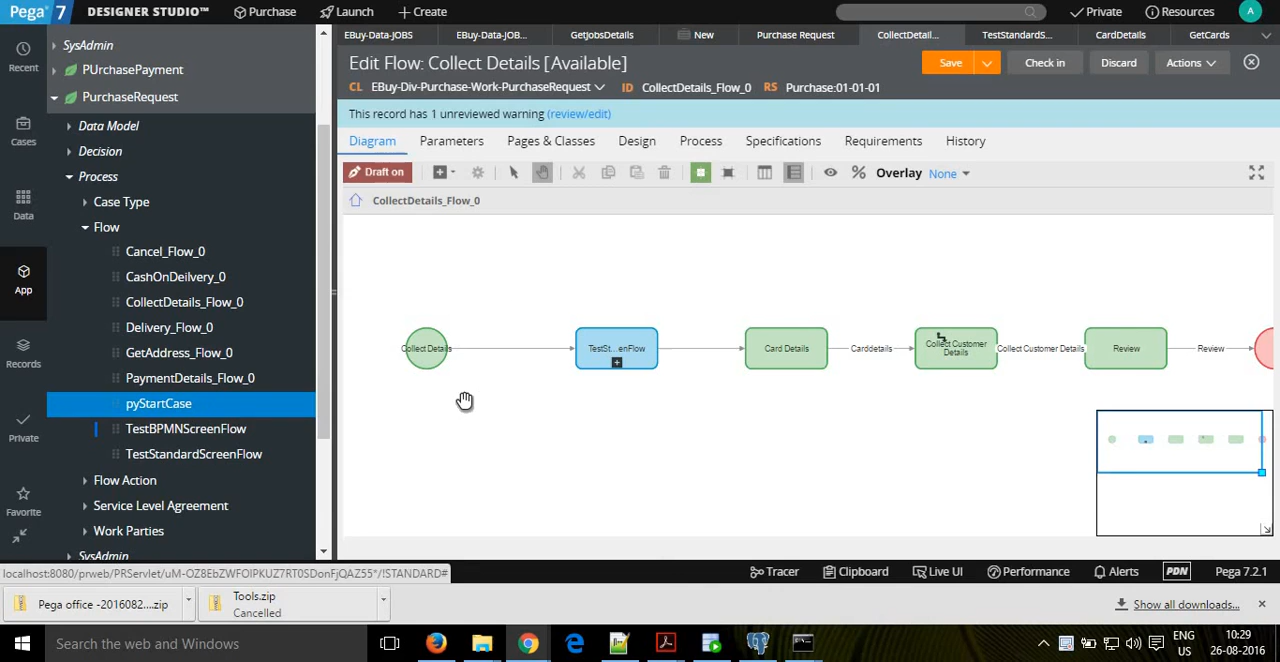 Pega 7 DESIGNER STUDIO™ Purchase Launch Create Private Resources A
EBuy-Data-JOBS EBuy-Data-JOB... GetJobsDetails New Purchase Request CollectDetail... TestStandardS... CardDetails GetCards
Recent
Cases
Data
App
Records
Private
Favorite
SysAdmin
PUrchasePayment
PurchaseRequest
Data Model
Decision
Process
Case Type
Flow
Cancel_Flow_0
CashOnDeilvery_0
CollectDetails_Flow_0
Delivery_Flow_0
GetAddress_Flow_0
PaymentDetails_Flow_0
pyStartCase
TestBPMNScreenFlow
TestStandardScreenFlow
Flow Action
Service Level Agreement
Work Parties
SysAdmin
Edit Flow: Collect Details [Available] Save Check in Discard Actions
CL EBuy-Div-Purchase-Work-PurchaseRequest ID CollectDetails_Flow_0 RS Purchase:01-01-01
This record has 1 unreviewed warning (review/edit)
Diagram Parameters Pages & Classes Design Process Specifications Requirements History
Draft on Overlay None
CollectDetails_Flow_0
Collect Details TestSt...enFlow Card Details Carddetails Collect Customer Details Collect Customer Details Review Review
localhost:8080/prweb/PRServlet/uM-OZ8EbZWFOIPKUZ7RT0SDonFjQAZ55*/!STANDARD#
Tracer Clipboard Live UI Performance Alerts PDN Pega 7.2.1
Pega office -2016082....zip Tools.zip
Cancelled
Show all downloads...
Search the web and Windows
ENG
US
10:29
26-08-2016